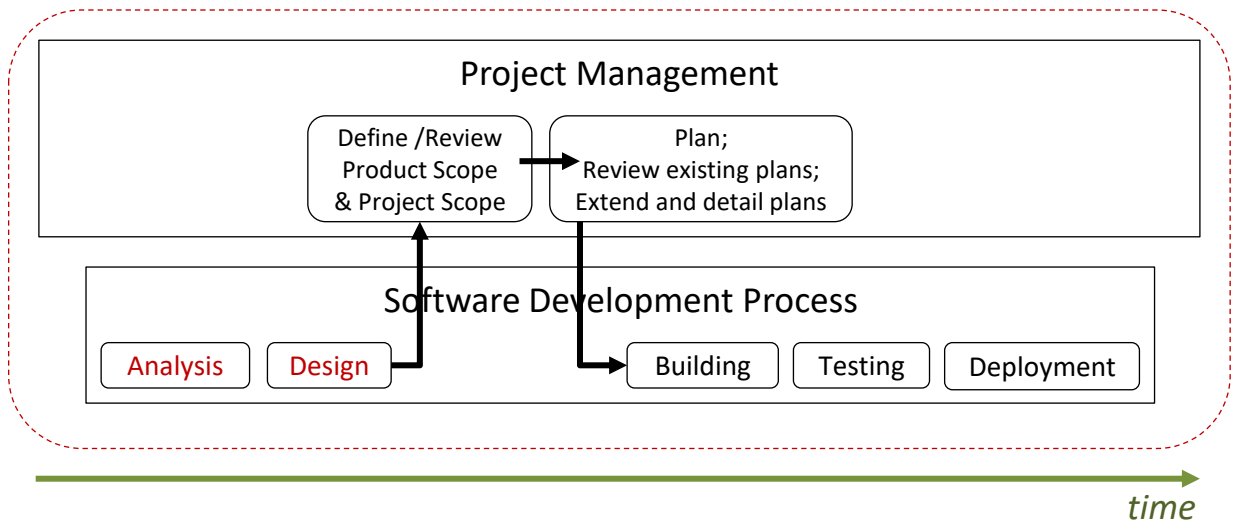 Project Management
Define /Review
Product Scope
& Project Scope
Plan;
Review existing plans;
Extend and detail plans
Software Development Process
Analysis
Design
Building
Testing
Deployment
time